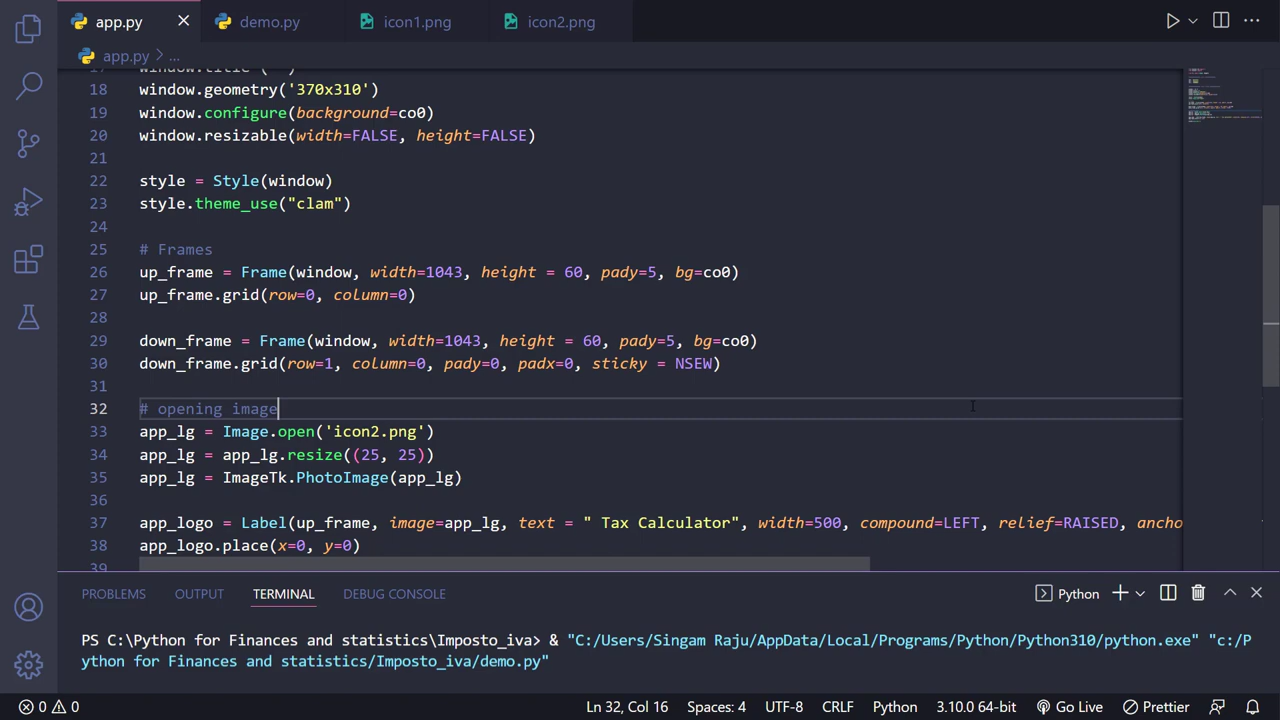 app.py
demo.py
icon1.png
icon2.png
app.py > ...
17 window.title (" ")
18 window.geometry('370x310')
19 window.configure(background=co0)
20 window.resizable(width=FALSE, height=FALSE)
21
22 style = Style(window)
23 style.theme_use("clam")
24
25 # Frames
26 up_frame = Frame(window, width=1043, height = 60, pady=5, bg=co0)
27 up_frame.grid(row=0, column=0)
28
29 down_frame = Frame(window, width=1043, height = 60, pady=5, bg=co0)
30 down_frame.grid(row=1, column=0, pady=0, padx=0, sticky = NSEW)
31
32 # opening image
33 app_lg = Image.open('icon2.png')
34 app_lg = app_lg.resize((25, 25))
35 app_lg = ImageTk.PhotoImage(app_lg)
36
37 app_logo = Label(up_frame, image=app_lg, text = " Tax Calculator", width=500, compound=LEFT, relief=RAISED, ancho
38 app_logo.place(x=0, y=0)
39
PROBLEMS OUTPUT TERMINAL DEBUG CONSOLE
Python
PS C:\Python for Finances and statistics\Imposto_iva> & "C:/Users/Singam Raju/AppData/Local/Programs/Python/Python310/python.exe" "c:/P
ython for Finances and statistics/Imposto_iva/demo.py"
0 0 Ln 32, Col 16 Spaces: 4 UTF-8 CRLF Python 3.10.0 64-bit Go Live Prettier